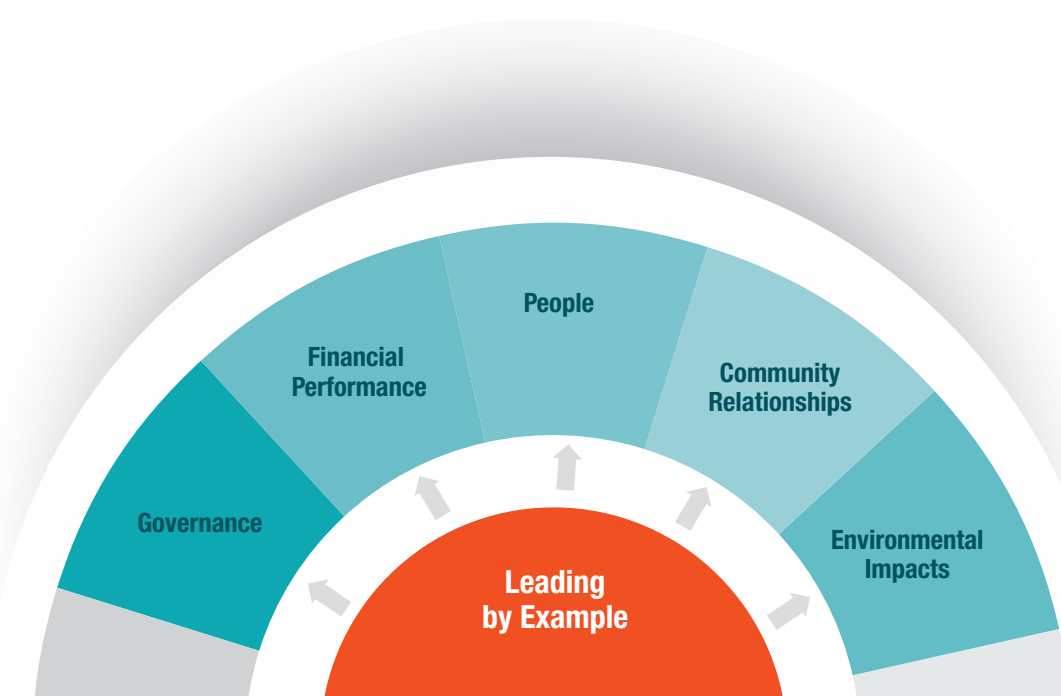 People
Financial
Performance
Community
Relationships
Governance
Environmental
Impacts
Leading
by Example